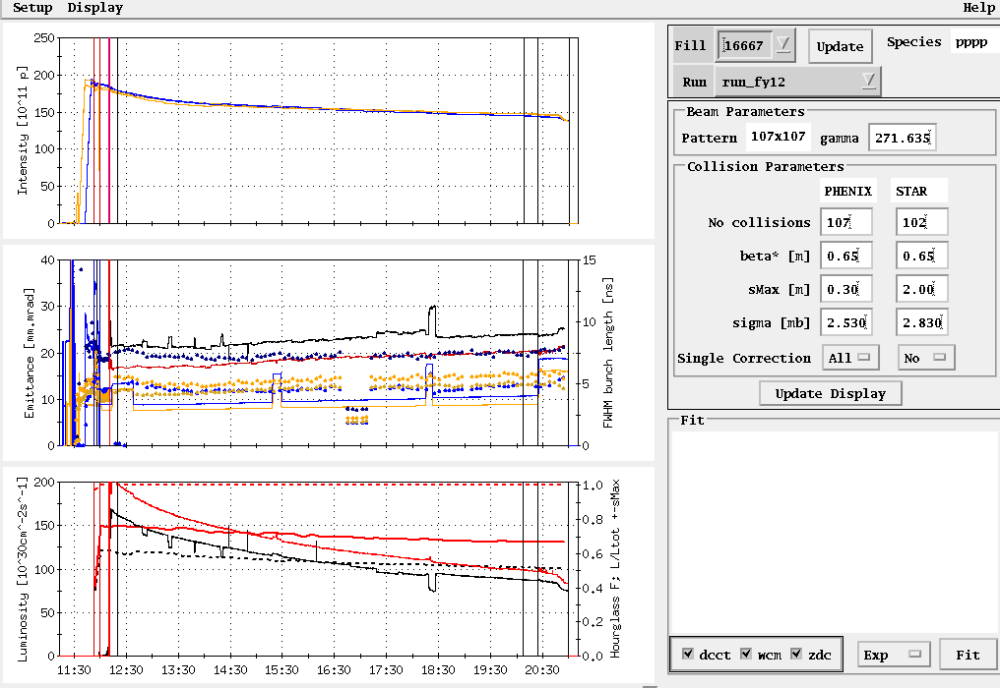 Setup Display Help
Fill 16667 Update Species pppp
Run run_fy12
Beam Parameters
Pattern 107x107 gamma 271.635
Collision Parameters
PHENIX STAR
No collisions 107 102
beta* [m] 0.65 0.65
sMax [m] 0.30 2.00
sigma [mb] 2.530 2.830
Single Correction All No
Update Display
Fit
dcct wcm zdc Exp Fit
Intensity [10^11 p]
250
200
150
100
50
0
Emittance [mm.mrad]
40
30
20
10
0
15
10
5
0
FWHM bunch length [ns]
Luminosity [10^30cm^-2s^-1]
200
150
100
50
0
1.0
0.8
0.6
0.4
0.2
0.0
Hourglass F; L/Ltot +-sMax
11:30 12:30 13:30 14:30 15:30 16:30 17:30 18:30 19:30 20:30